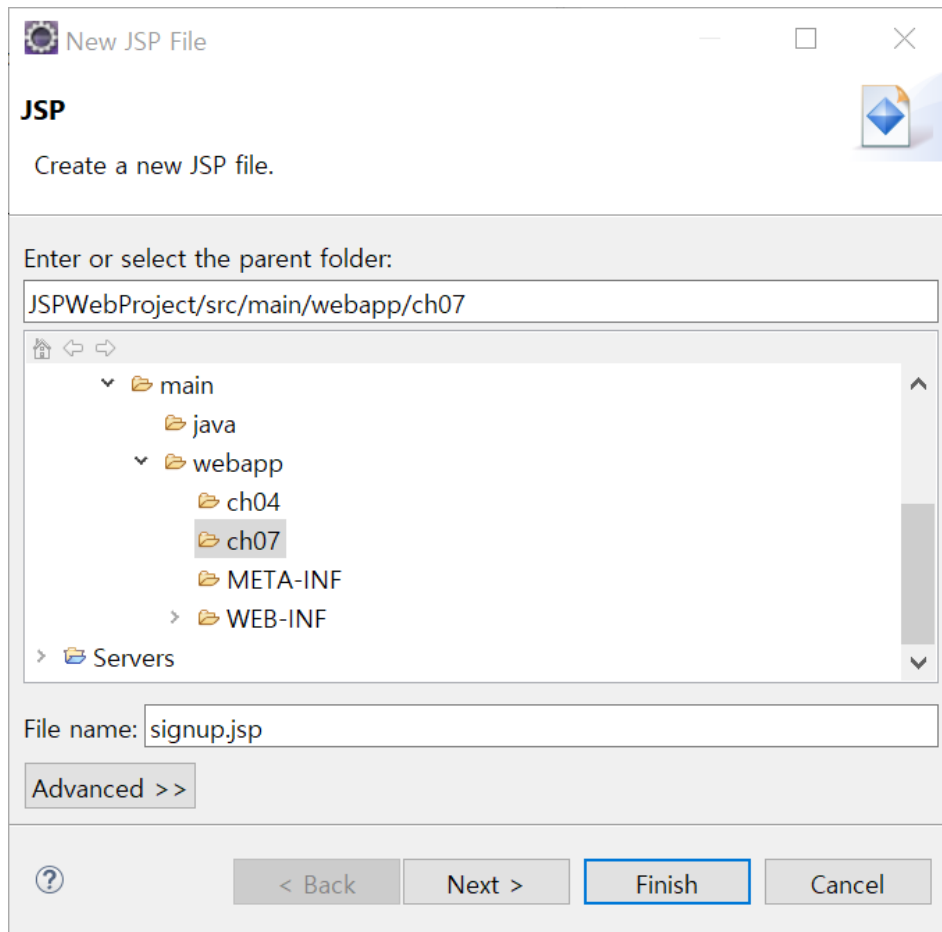 New JSP File
JSP
Create a new JSP file.
Enter or select the parent folder:
JSPWebProject/src/main/webapp/ch07
main
java
webapp
ch04
ch07
META-INF
WEB-INF
Servers
File name: signup.jsp
Advanced >>
? < Back Next > Finish Cancel